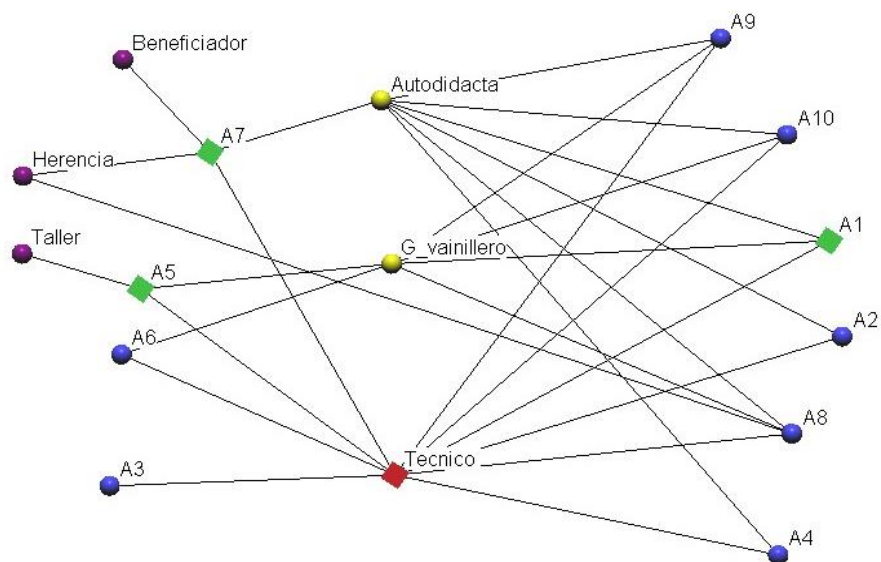 A9
Beneficiador
Autodidacta
A10
A7
Herencia
A1
Taller
G_vainillero
A5
A2
A6
A8
Tecnico
A3
A4